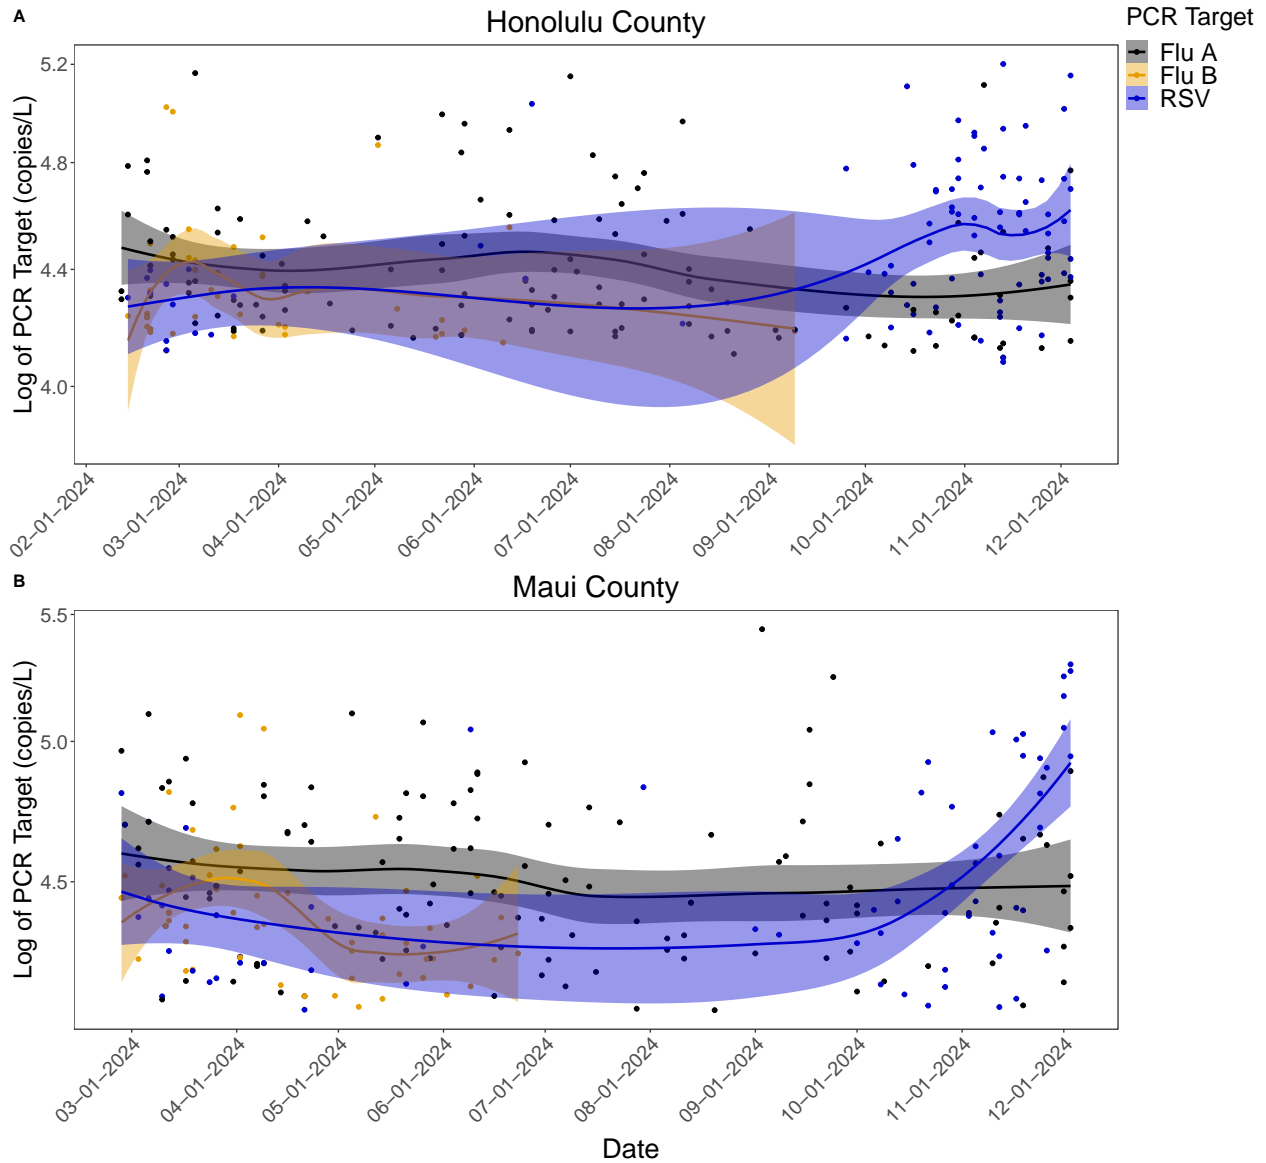 A
Honolulu County
PCR Target
Flu A
Flu B
RSV
Log of PCR Target (copies/L)
5.2
4.8
4.4
4.0
02−01−2024
03−01−2024
04−01−2024
05−01−2024
06−01−2024
07−01−2024
08−01−2024
09−01−2024
10−01−2024
11−01−2024
12−01−2024
B
Maui County
Log of PCR Target (copies/L)
5.5
5.0
4.5
03−01−2024
04−01−2024
05−01−2024
06−01−2024
07−01−2024
08−01−2024
09−01−2024
10−01−2024
11−01−2024
12−01−2024
Date